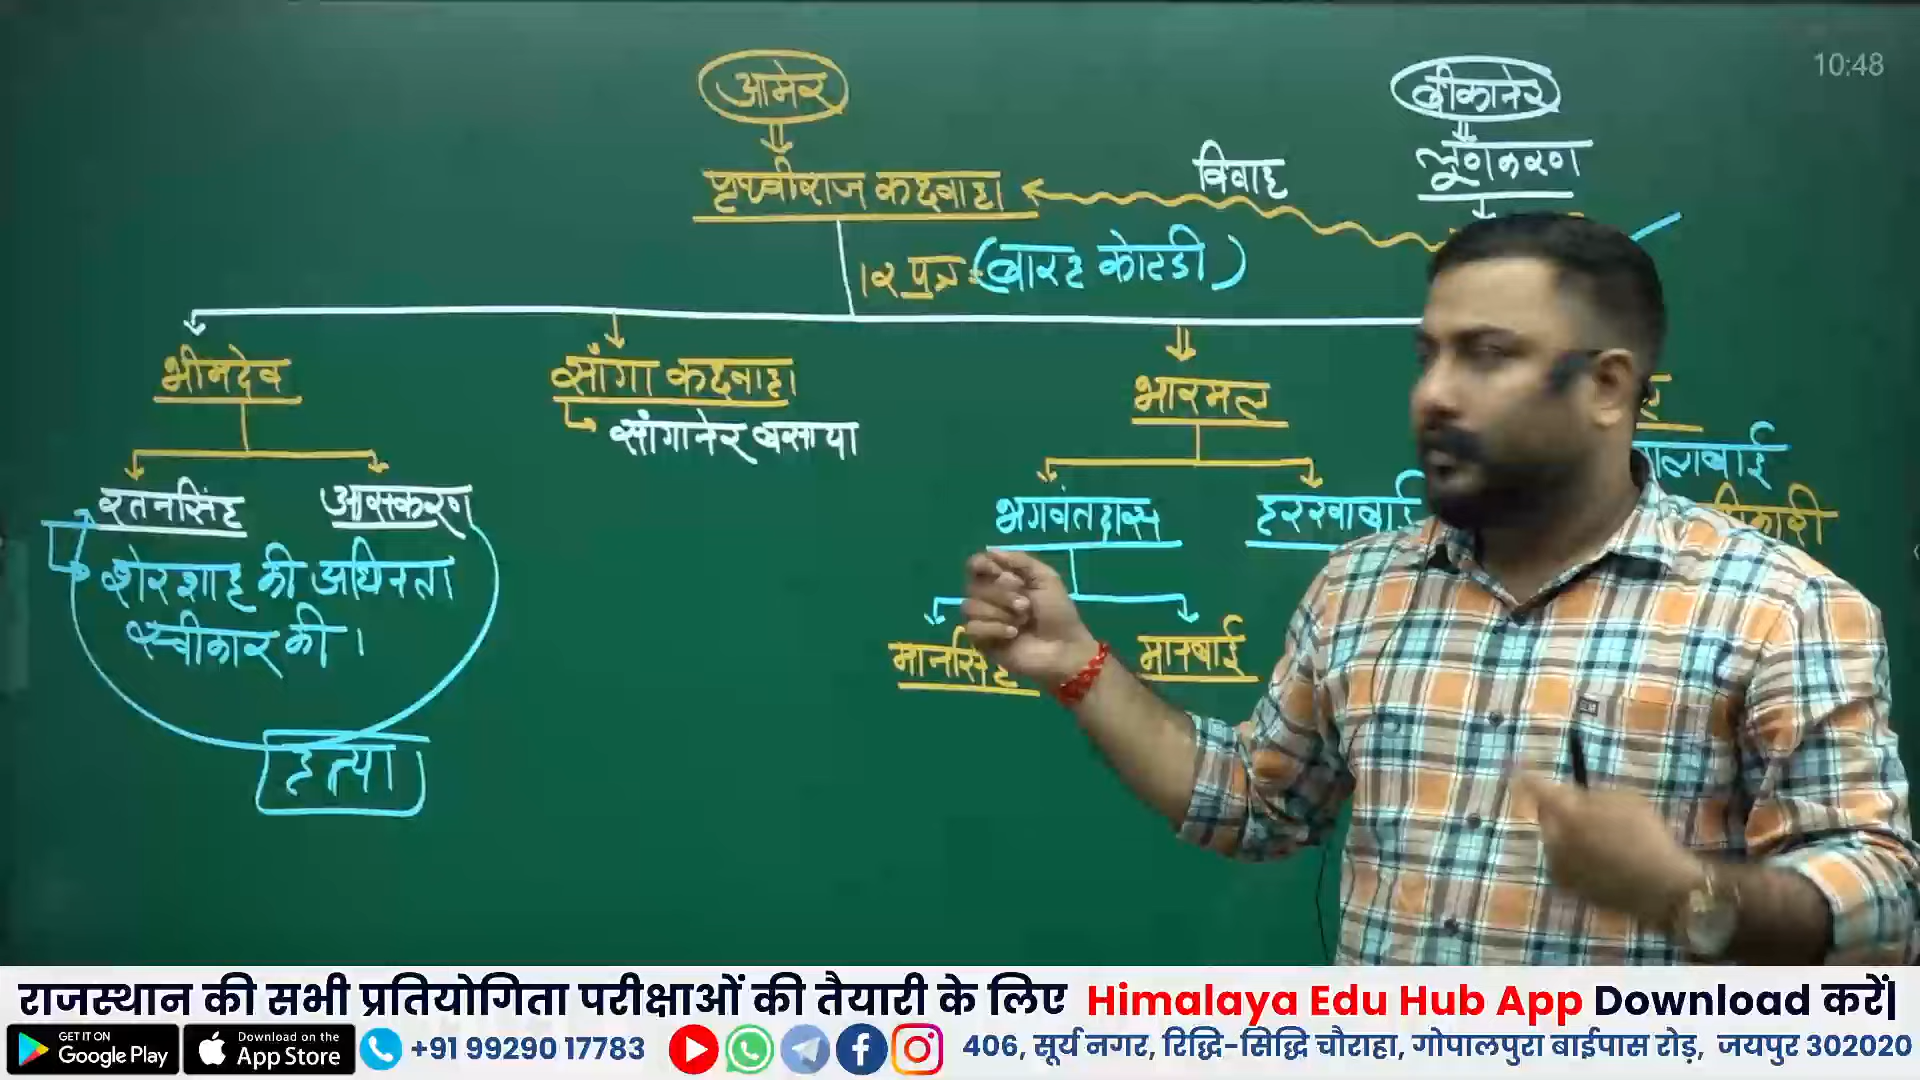 10:48
आमेर
बीकानेर
लूणकरण
विवाह
पृथ्वीराज कछवाहा
12 पुत्र (बारह कोटडी)
भीमदेव
सांगा कछवाहा
सांगानेर बसाया
भारमल
रतनसिंह
आसकरण
भगवंतदास
हरखाबाई
शेरशाह की अधिनता
स्वीकार की।
मानसिंह
मानबाई
हत्या
राजस्थान की सभी प्रतियोगिता परीक्षाओं की तैयारी के लिए Himalaya Edu Hub App Download करें|
GET IT ON
Google Play
Download on the
App Store
+91 99290 17783
406, सूर्य नगर, रिद्धि-सिद्धि चौराहा, गोपालपुरा बाईपास रोड़, जयपुर 302020